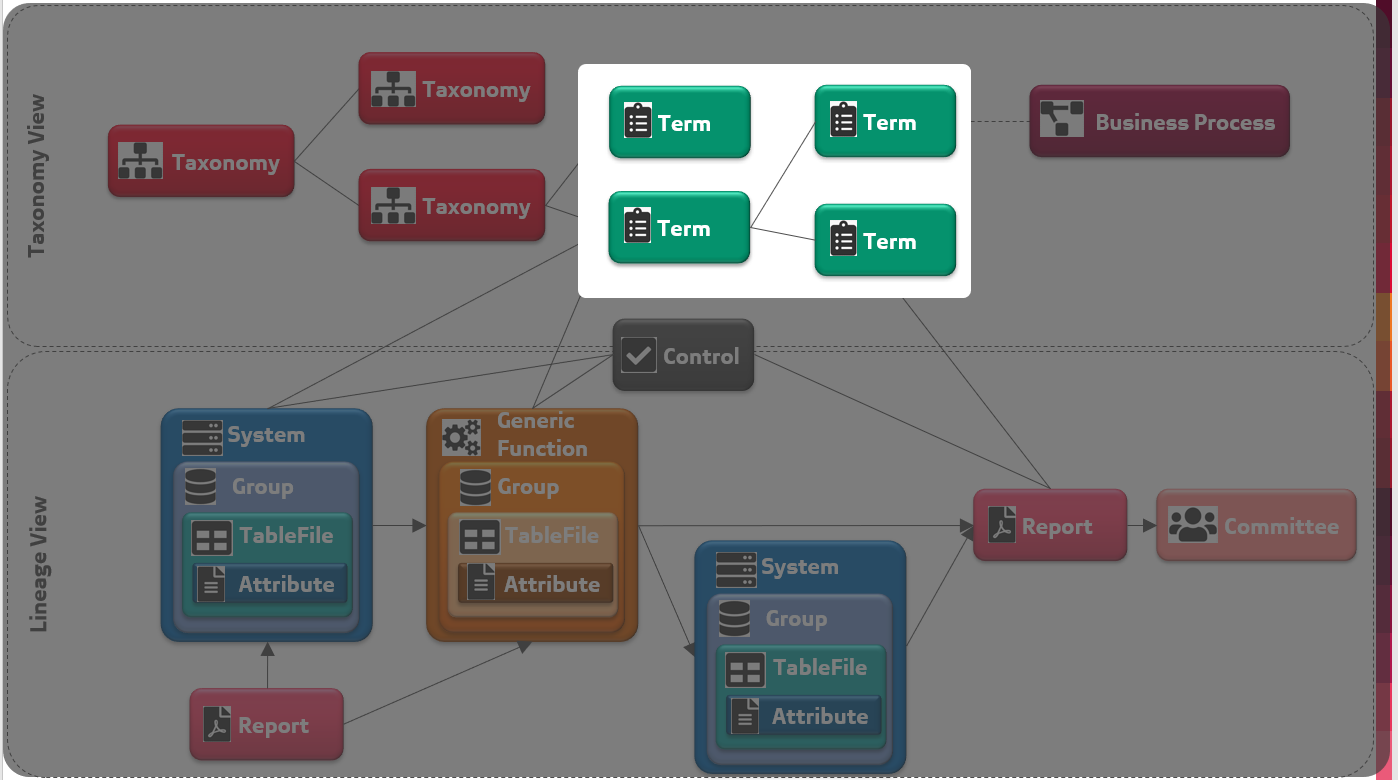 Taxonomy View
Taxonomy
Taxonomy
Taxonomy
Term
Term
Term
Term
Business Process
Control
Lineage View
System
Group
TableFile
Attribute
Generic
Function
Group
TableFile
Attribute
System
Group
TableFile
Attribute
Report
Committee
Report